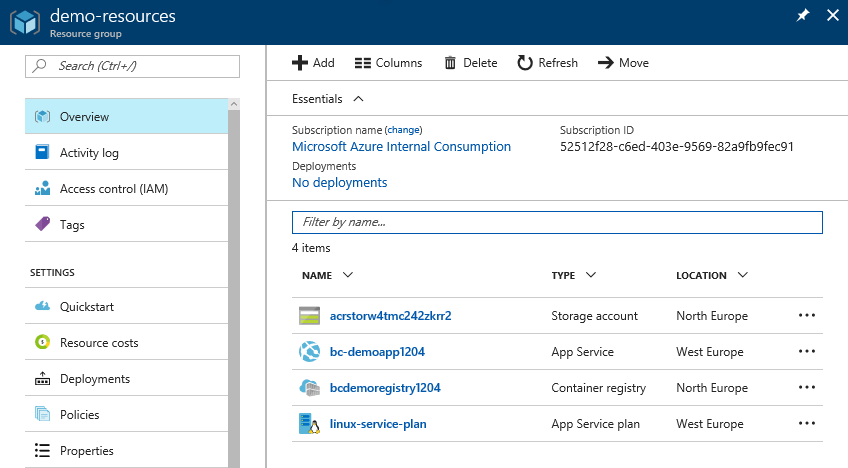 demo-resources
Resource group
Search (Ctrl+/)
Overview
Activity log
Access control (IAM)
Tags
SETTINGS
Quickstart
Resource costs
Deployments
Policies
Properties
Add Columns Delete Refresh Move
Essentials
Subscription name (change) Subscription ID
Microsoft Azure Internal Consumption 52512f28-c6ed-403e-9569-82a9fb9fec91
Deployments
No deployments
Filter by name...
4 items
NAME TYPE LOCATION
acrstorw4tmc242zkrr2 Storage account North Europe
bc-demoapp1204 App Service West Europe
bcdemoregistry1204 Container registry North Europe
linux-service-plan App Service plan West Europe